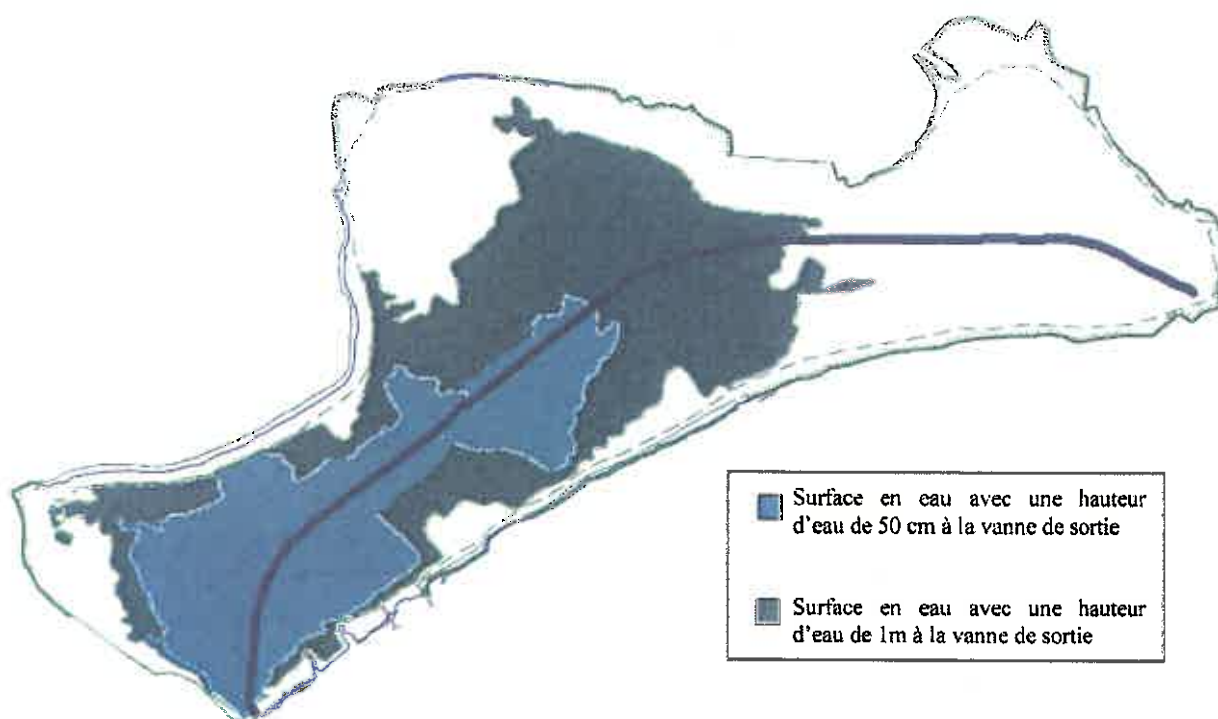 Surface en eau avec une hauteur
d'eau de 50 cm à la vanne de sortie
Surface en eau avec une hauteur
d'eau de 1m à la vanne de sortie